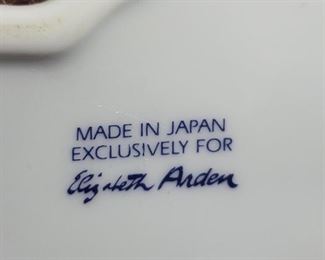 MADE IN JAPAN
EXCLUSIVELY FOR
Elizabeth Arden